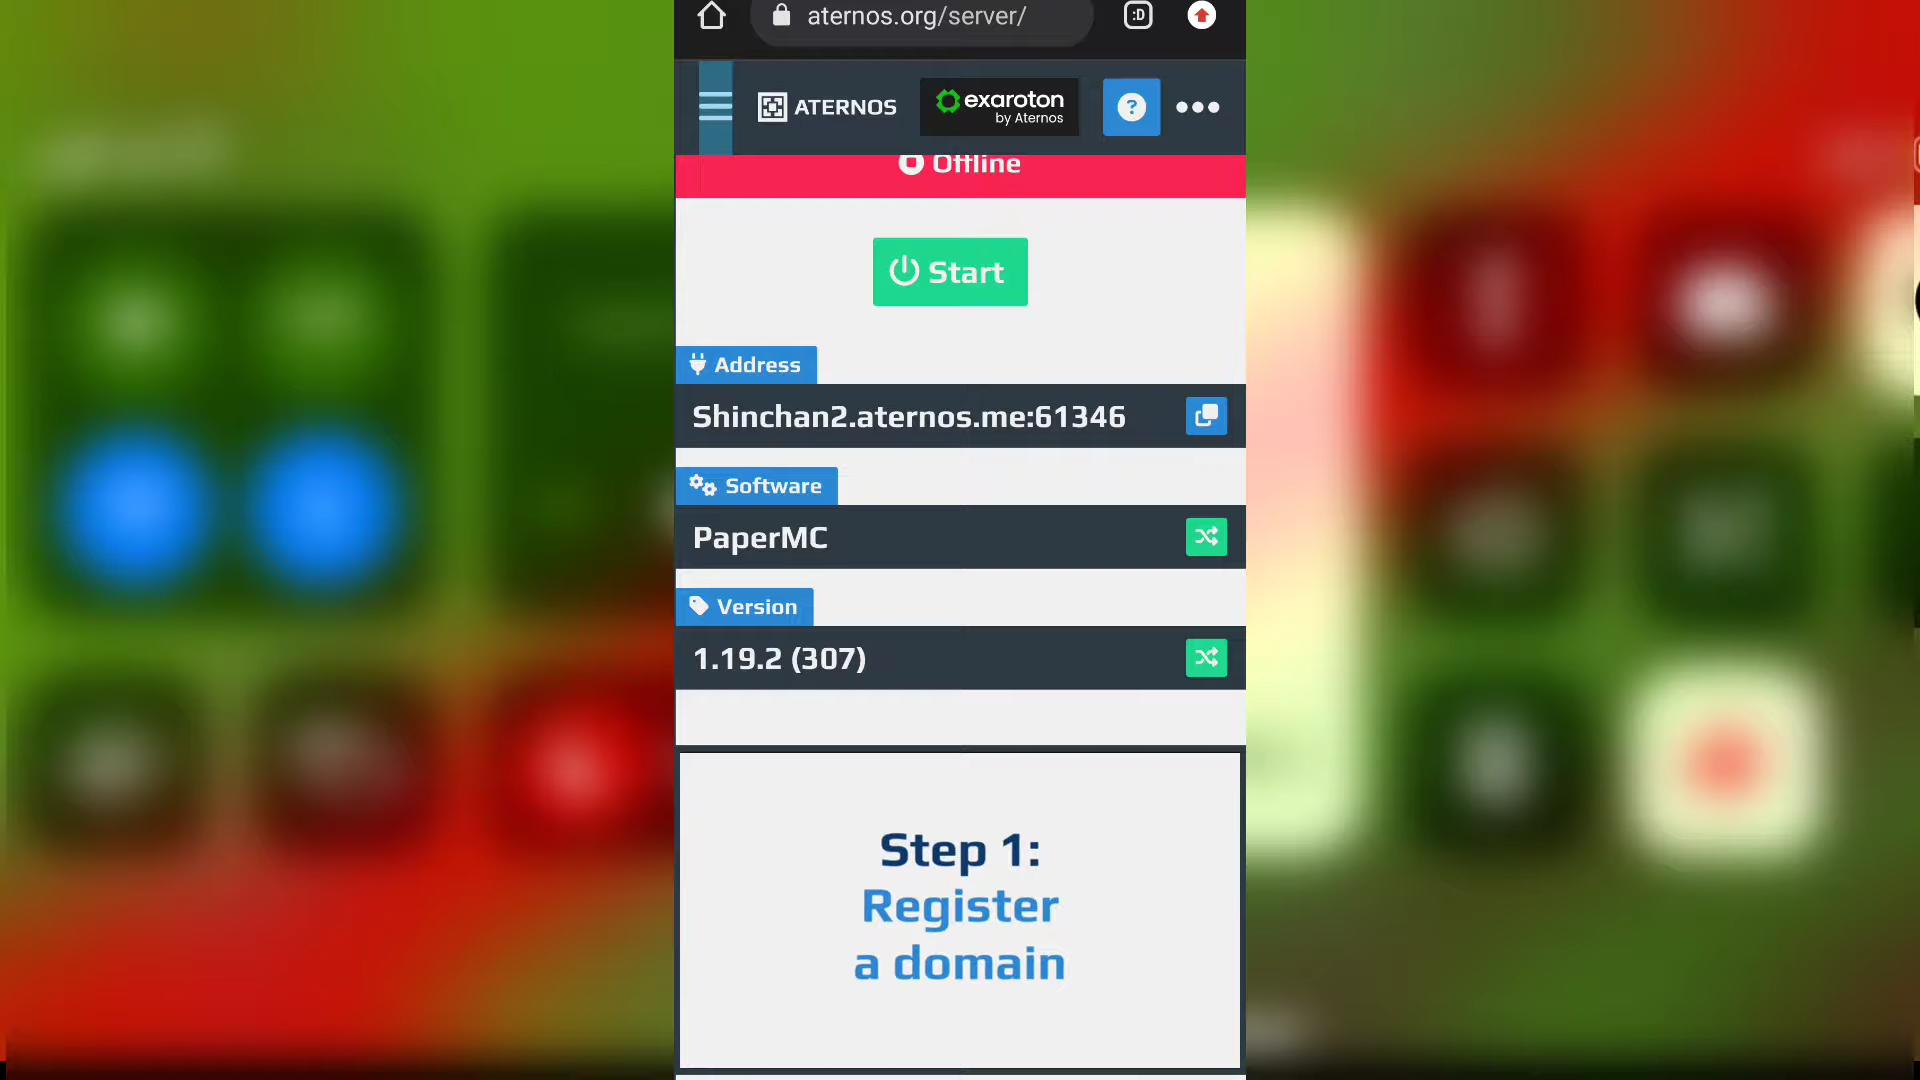 aternos.org/server/
:D
ATERNOS
exaroton
by Aternos
?
Offline
Start
Address
Shinchan2.aternos.me:61346
Software
PaperMC
Version
1.19.2 (307)
Step 1:
Register
a domain